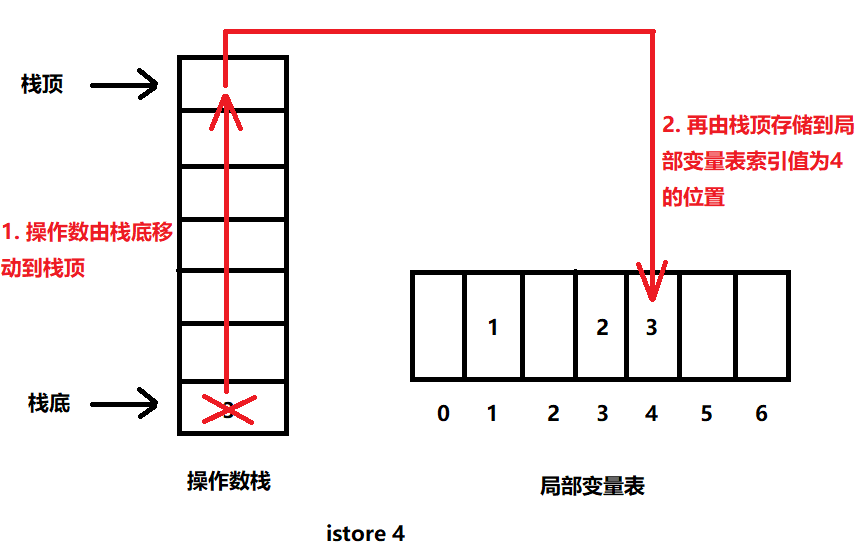 栈顶
2. 再由栈顶存储到局
部变量表索引值为4
的位置
1. 操作数由栈底移
动到栈顶
1 2 3
栈底
3
0 1 2 3 4 5 6
操作数栈
局部变量表
istore 4